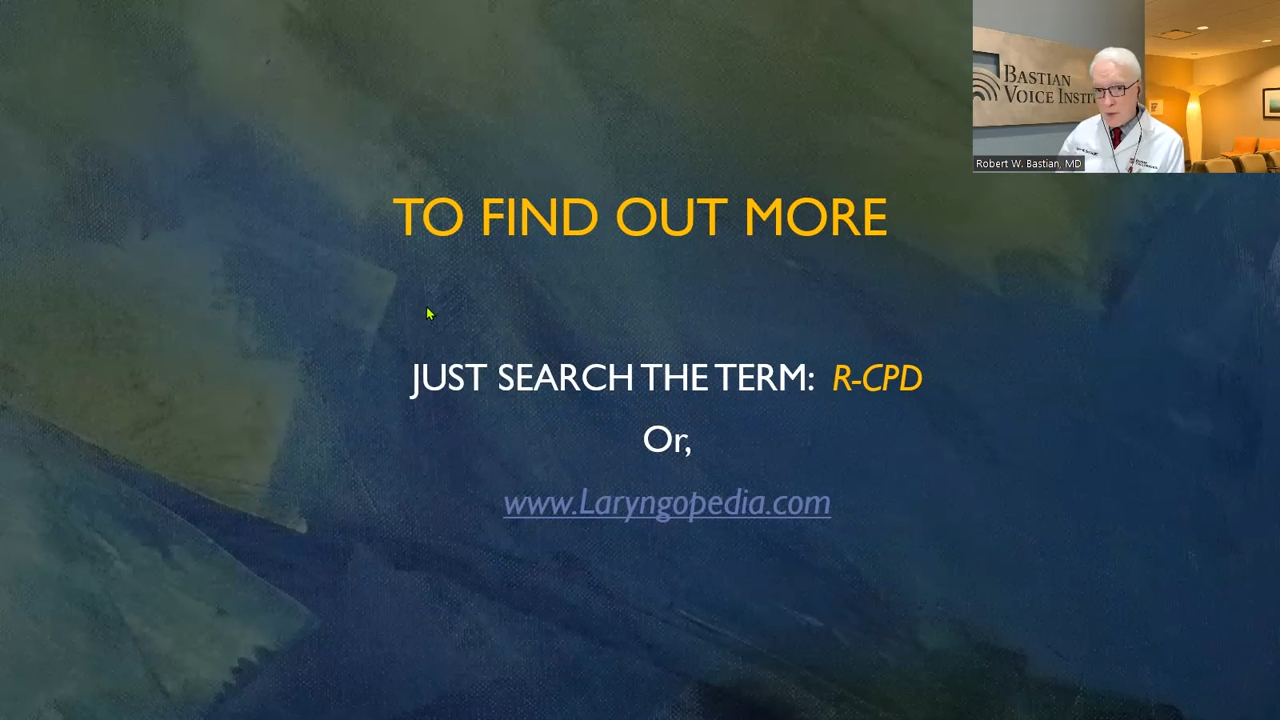 BASTIAN
VOICE INSTI
Robert W. Bastian, MD
TO FIND OUT MORE
JUST SEARCH THE TERM: R-CPD
Or,
www.Laryngopedia.com